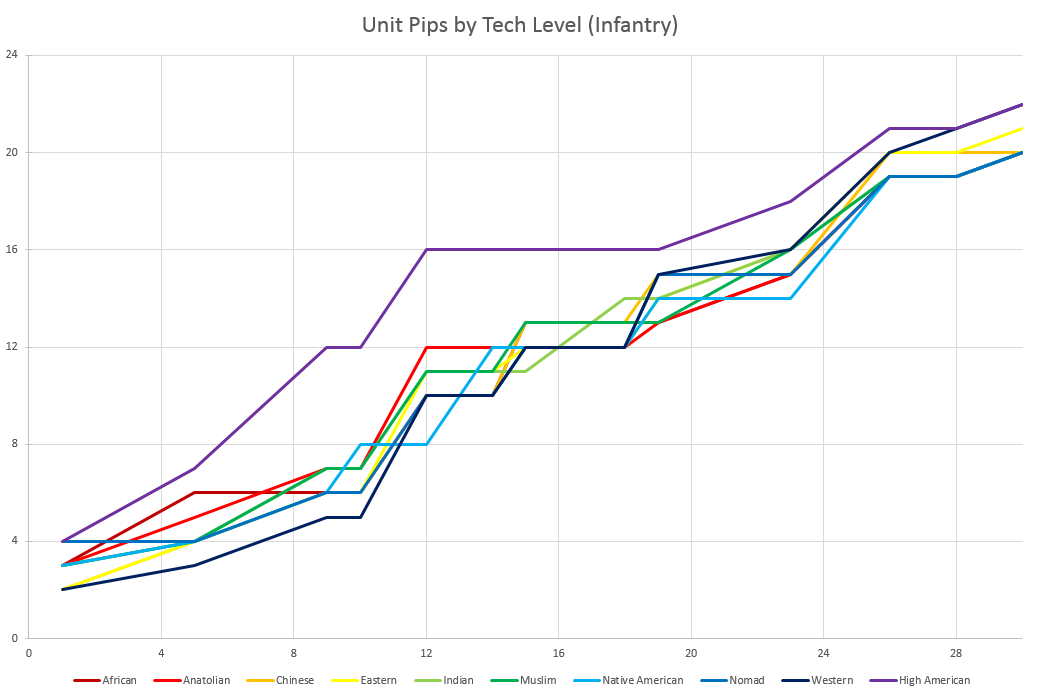 Unit Pips by Tech Level (Infantry)
24
20
16
12
8
4
0
0 4 8 12 16 20 24 28
African Anatolian Chinese Eastern Indian Muslim Native American Nomad Western High American